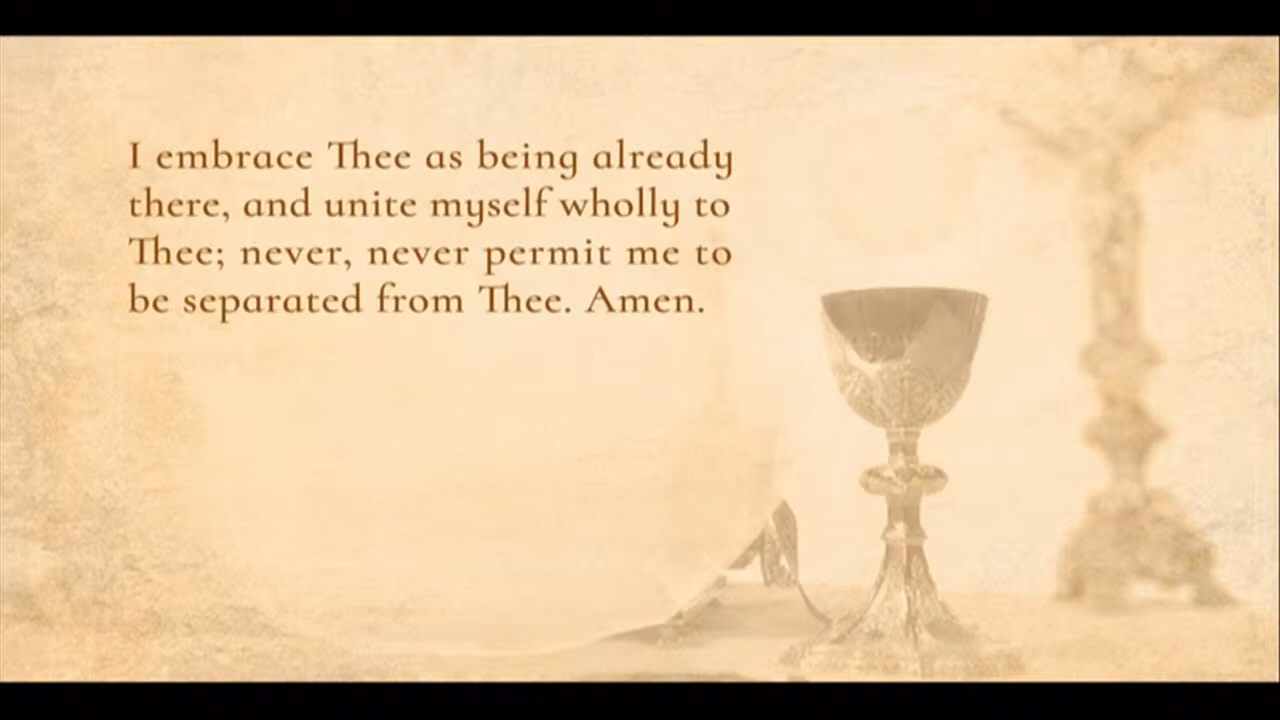 I embrace Thee as being already
there, and unite myself wholly to
Thee; never, never permit me to
be separated from Thee. Amen.